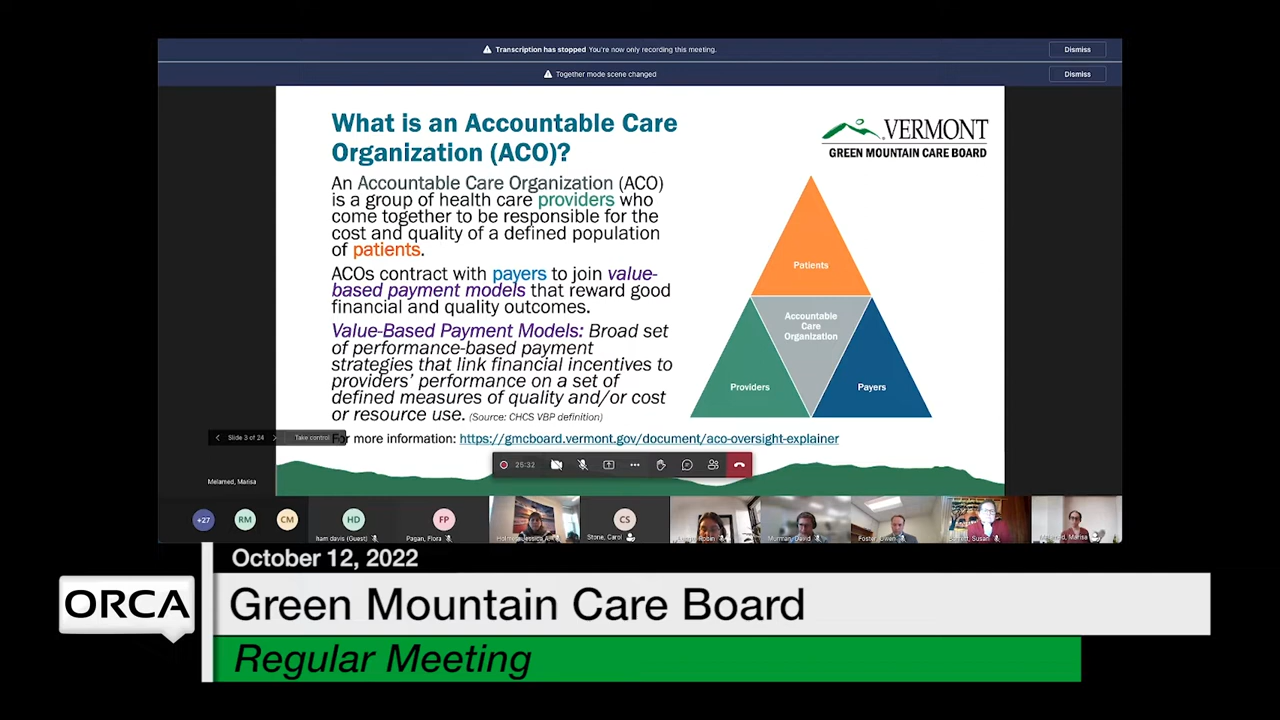 Transcription has stopped You're now only recording this meeting.
Dismiss
Together mode scene changed
Dismiss
What is an Accountable Care
Organization (ACO)?
VERMONT
GREEN MOUNTAIN CARE BOARD
An Accountable Care Organization (ACO)
is a group of health care providers who
come together to be responsible for the
cost and quality of a defined population
of patients.
ACOs contract with payers to join value-
based payment models that reward good
financial and quality outcomes.
Value-Based Payment Models: Broad set
of performance-based payment
strategies that link financial incentives to
providers' performance on a set of
defined measures of quality and/or cost
or resource use. (Source: CHCS VBP definition)
Patients
Accountable
Care
Organization
Providers
Payers
Slide 3 of 24
Take control
For more information: https://gmcboard.vermont.gov/document/aco-oversight-explainer
25:32
Melamed, Marisa
+27
RM
CM
HD
FP
CS
ham davis (Guest)
Pagan, Flora
Stone, Carol
Murman, David
Foster, Owen
October 12, 2022
ORCA
Green Mountain Care Board
Regular Meeting